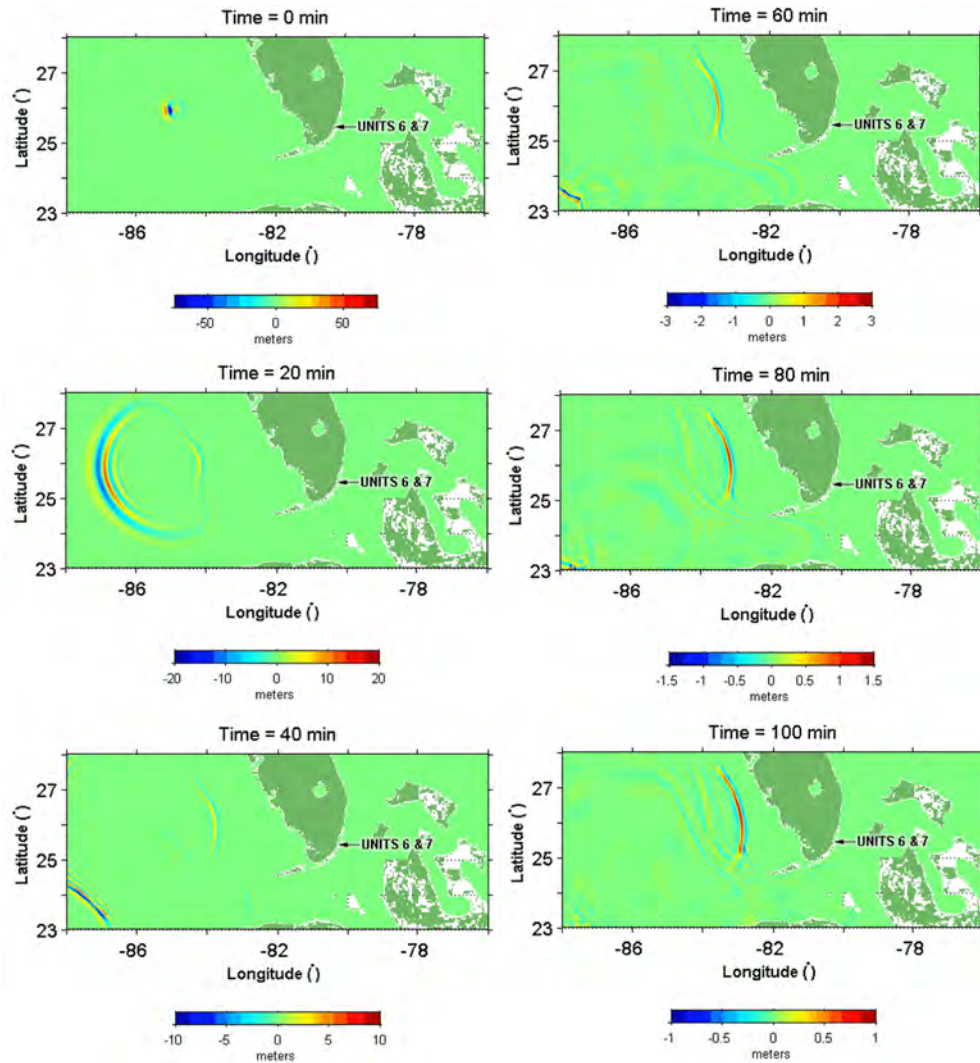 Time = 0 min
27
25
23
Latitude (°)
UNITS 6 & 7
-86 -82 -78
Longitude (°)
-50 0 50
meters
Time = 20 min
27
25
23
Latitude (°)
UNITS 6 & 7
-86 -82 -78
Longitude (°)
-20 -10 0 10 20
meters
Time = 40 min
27
25
23
Latitude (°)
UNITS 6 & 7
-86 -82 -78
Longitude (°)
-10 -5 0 5 10
meters
Time = 60 min
27
25
23
Latitude (°)
UNITS 6 & 7
-86 -82 -78
Longitude (°)
-3 -2 -1 0 1 2 3
meters
Time = 80 min
27
25
23
Latitude (°)
UNITS 6 & 7
-86 -82 -78
Longitude (°)
-1.5 -1 -0.5 0 0.5 1 1.5
meters
Time = 100 min
27
25
23
Latitude (°)
UNITS 6 & 7
-86 -82 -78
Longitude (°)
-1 -0.5 0 0.5 1
meters